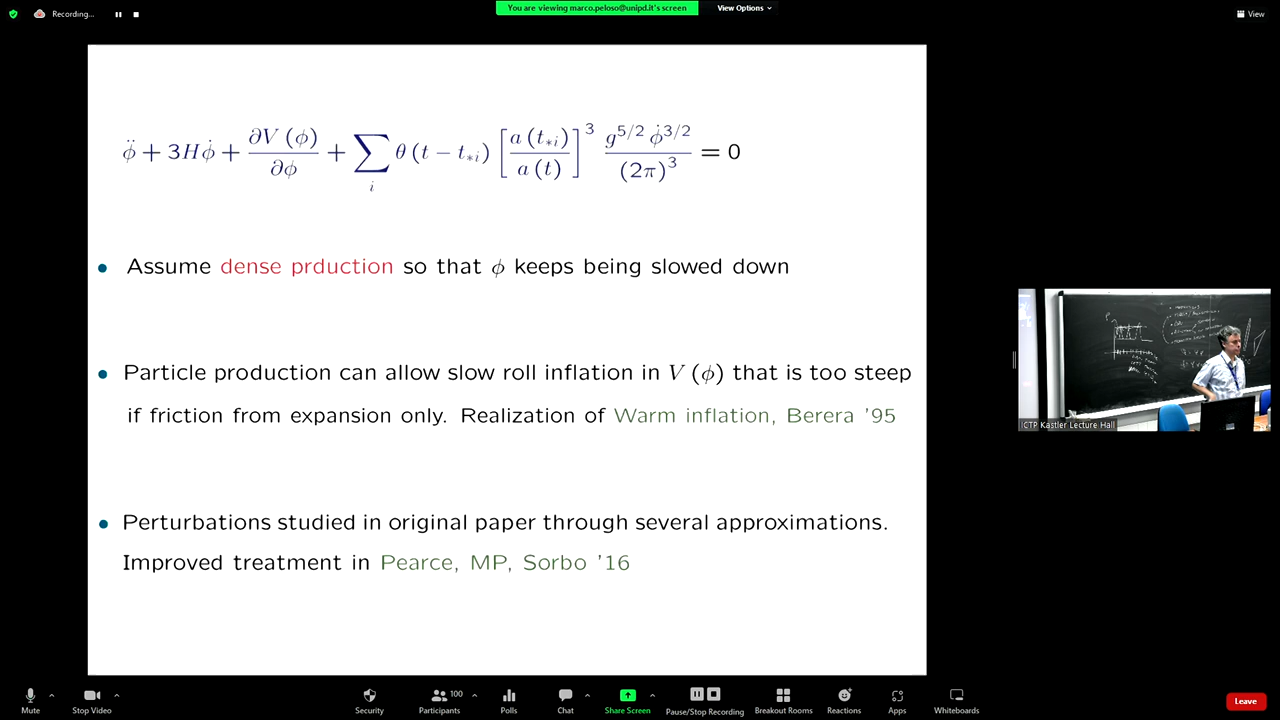 Recording...
You are viewing marco.peloso@unipd.it's screen
View Options
View
φ̈ + 3Hφ̇ + ∂V (φ) / ∂φ + ∑_i θ (t − t_{*i}) [a (t_{*i}) / a (t)]^3 g^{5/2} φ̇^{3/2} / (2π)^3 = 0
• Assume dense prduction so that φ keeps being slowed down
• Particle production can allow slow roll inflation in V (φ) that is too steep
if friction from expansion only. Realization of Warm inflation, Berera '95
• Perturbations studied in original paper through several approximations.
Improved treatment in Pearce, MP, Sorbo '16
ICTP Kastler Lecture Hall
Mute
Stop Video
Security
Participants
100
Polls
Chat
Share Screen
Pause/Stop Recording
Breakout Rooms
Reactions
Apps
Whiteboards
Leave